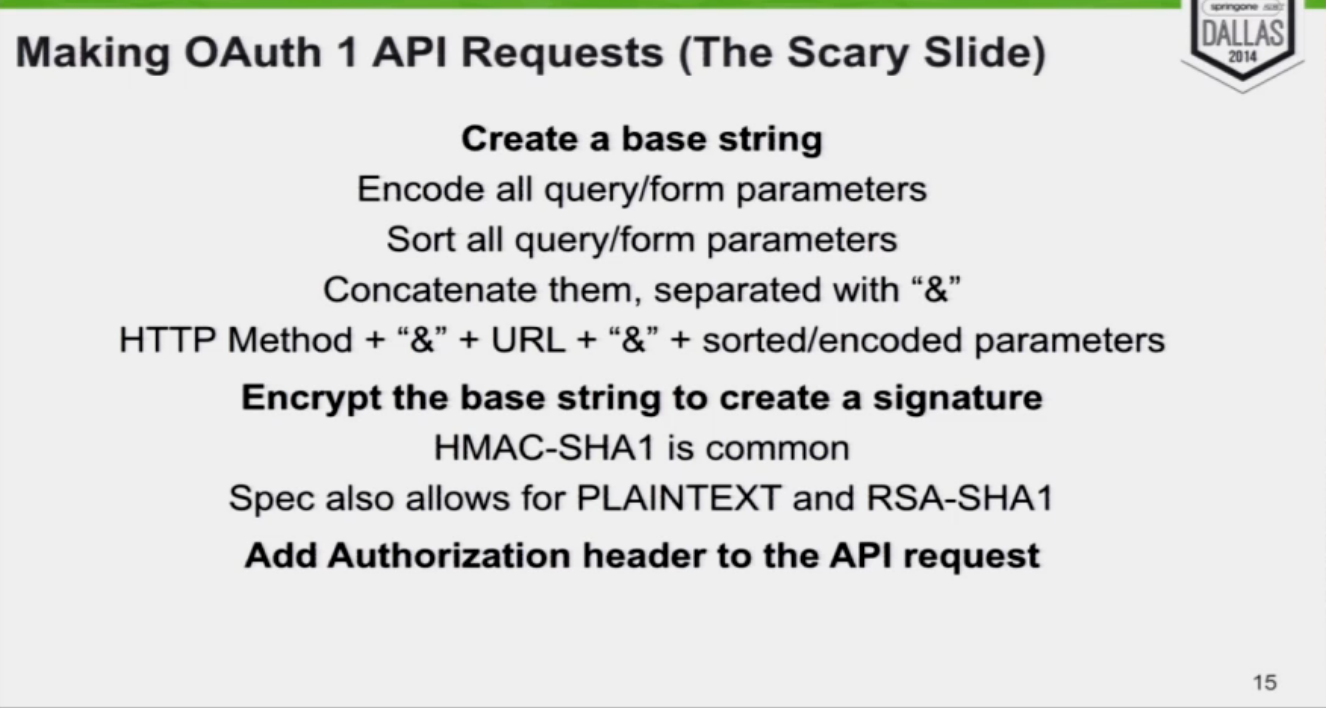 springone
DALLAS
2014
Making OAuth 1 API Requests (The Scary Slide)
Create a base string
Encode all query/form parameters
Sort all query/form parameters
Concatenate them, separated with “&”
HTTP Method + “&” + URL + “&” + sorted/encoded parameters
Encrypt the base string to create a signature
HMAC-SHA1 is common
Spec also allows for PLAINTEXT and RSA-SHA1
Add Authorization header to the API request
15